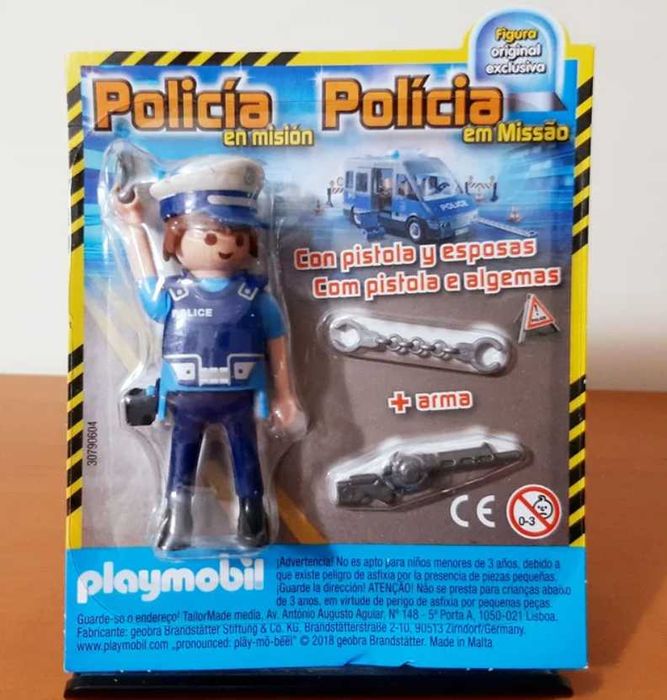 Figura
original
exclusiva
Policía
en misión
Polícia
em Missão
POLICE
Con pistola y esposas
Com pistola e algemas
POLICE
+ arma
30790604
CE
0-3
playmobil
¡Advertencia! No es apto para niños menores de 3 años, debido a
que existe peligro de asfixia por la presencia de piezas pequeñas.
¡Guarde la dirección! ATENÇÃO! Não se presta para crianças abaixo
de 3 anos, em virtude de perigo de asfixia por pequenas peças.
Guarde-so o endereço! TailorMade media, Av. António Augusto Aguiar, N° 148 - 5° Porta A, 1050-021 Lisboa.
Fabricante: geobra Brandstätter Stiftung & Co. KG, Brandstätterstraße 2-10, 90513 Zirndorf/Germany.
www.playmobil.com „pronounced: play-mō-bēēl" © 2018 geobra Brandstätter. Made in Malta.